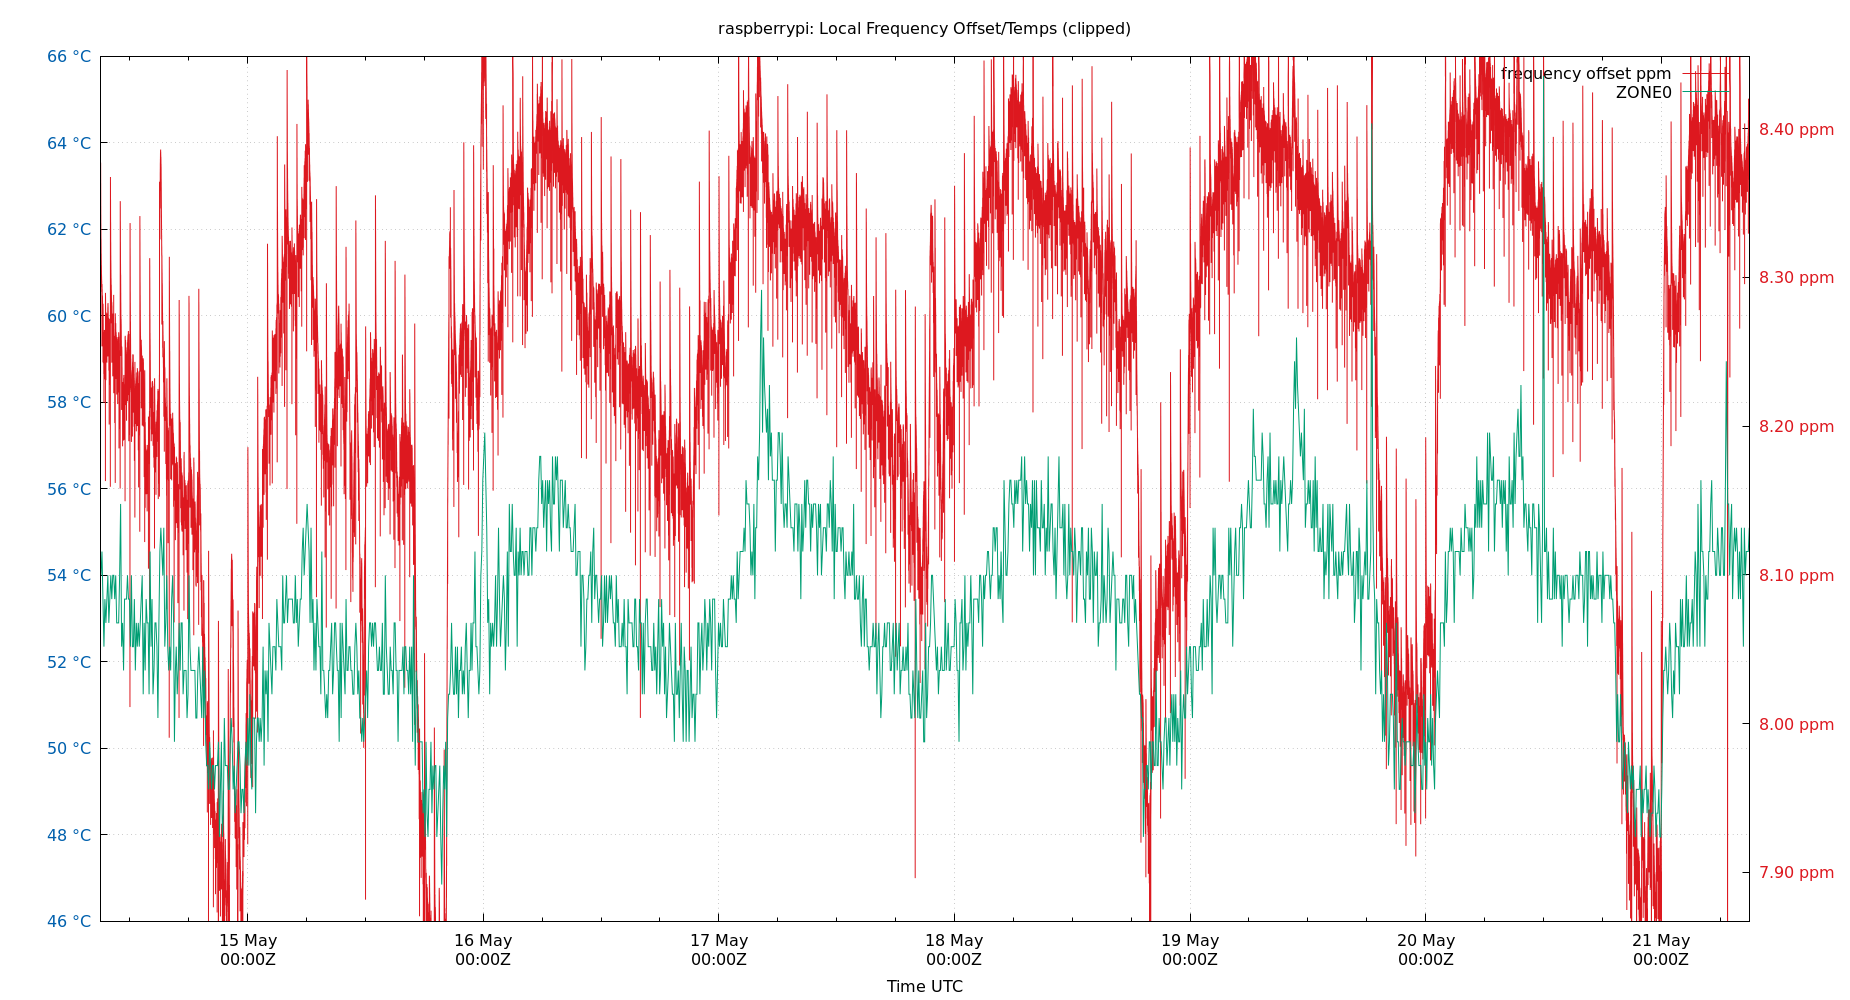 raspberrypi: Local Frequency Offset/Temps (clipped)
66 °C
64 °C
62 °C
60 °C
58 °C
56 °C
54 °C
52 °C
50 °C
48 °C
46 °C
frequency offset ppm
ZONE0
8.40 ppm
8.30 ppm
8.20 ppm
8.10 ppm
8.00 ppm
7.90 ppm
15 May
00:00Z
16 May
00:00Z
17 May
00:00Z
18 May
00:00Z
19 May
00:00Z
20 May
00:00Z
21 May
00:00Z
Time UTC